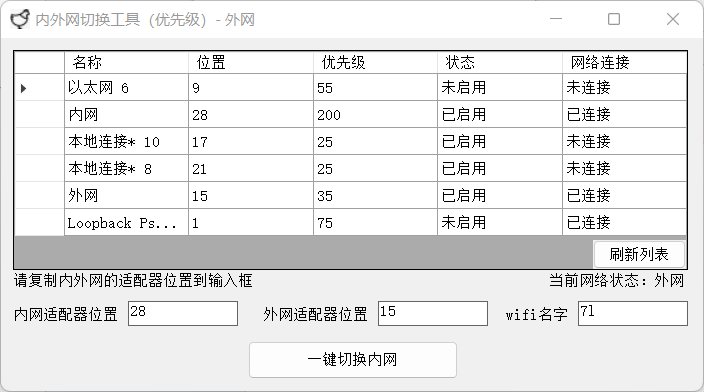 内外网切换工具（优先级）- 外网
名称 位置 优先级 状态 网络连接
以太网 6 9 55 未启用 未连接
内网 28 200 已启用 已连接
本地连接* 10 17 25 已启用 未连接
本地连接* 8 21 25 已启用 未连接
外网 15 35 已启用 已连接
Loopback Ps... 1 75 未启用 已连接
刷新列表
请复制内外网的适配器位置到输入框 当前网络状态：外网
内网适配器位置 28 外网适配器位置 15 wifi名字 7l
一键切换内网